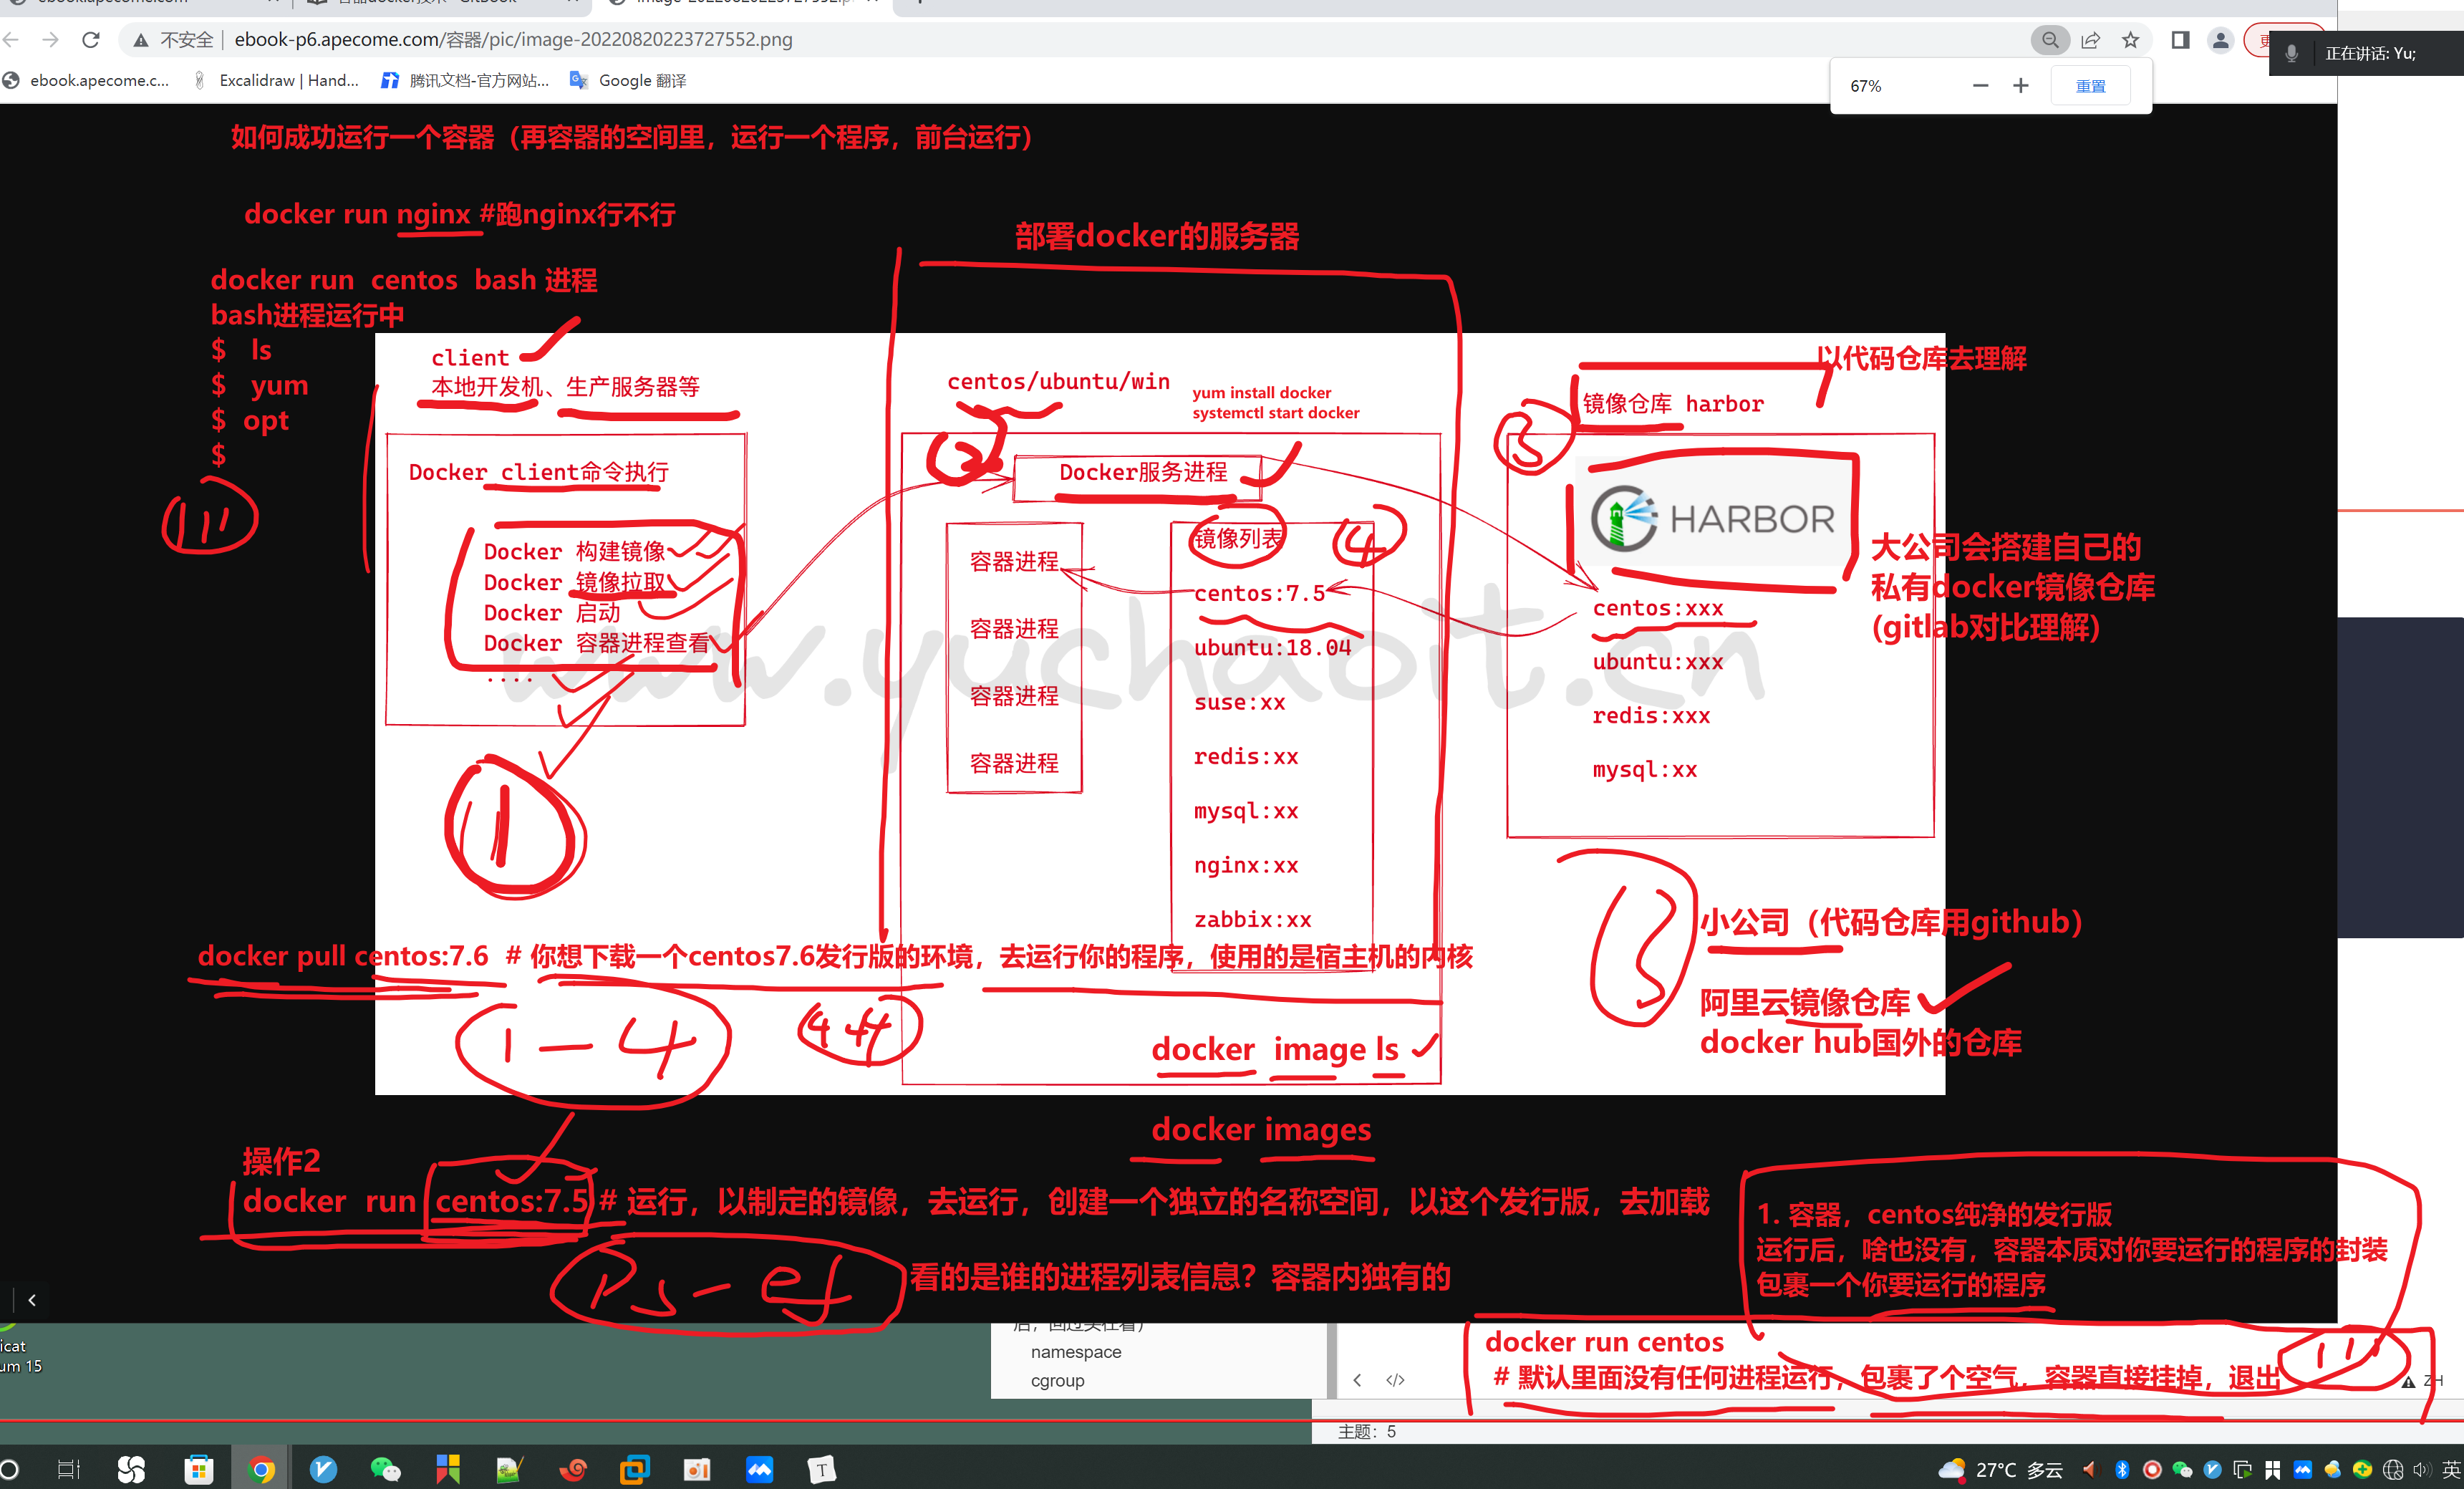 不安全
ebook-p6.apecome.com/容器/pic/image-20220820223727552.png
正在讲话: Yu;
ebook.apecome.c...
Excalidraw | Hand...
腾讯文档-官方网站...
Google 翻译
67%
重置
如何成功运行一个容器（再容器的空间里，运行一个程序，前台运行）
docker run nginx #跑nginx行不行
部署docker的服务器
docker run centos bash 进程
bash进程运行中
$ ls
$ yum
$ opt
$
client
本地开发机、生产服务器等
centos/ubuntu/win
yum install docker
systemctl start docker
以代码仓库去理解
镜像仓库 harbor
②
③
Docker client命令执行
Docker服务进程
HARBOR
Docker 构建镜像
Docker 镜像拉取
Docker 启动
Docker 容器进程查看
....
①
容器进程
容器进程
容器进程
容器进程
镜像列表
④
centos:7.5
ubuntu:18.04
suse:xx
redis:xx
mysql:xx
nginx:xx
zabbix:xx
centos:xxx
ubuntu:xxx
redis:xxx
mysql:xx
大公司会搭建自己的
私有docker镜像仓库
(gitlab对比理解)
www.yuchaoit.cn
小公司（代码仓库用github）
阿里云镜像仓库
docker hub国外的仓库
docker pull centos:7.6 # 你想下载一个centos7.6发行版的环境，去运行你的程序，使用的是宿主机的内核
1-4
44
docker image ls
docker images
操作2
docker run centos:7.5 # 运行，以制定的镜像，去运行，创建一个独立的名称空间，以这个发行版，去加载
ps-ef
看的是谁的进程列表信息？容器内独有的
1. 容器，centos纯净的发行版
运行后，啥也没有，容器本质对你要运行的程序的封装
包裹一个你要运行的程序
docker run centos
# 默认里面没有任何进程运行，包裹了个空气，容器直接挂掉，退出
namespace
cgroup
icat
um 15
ZH
主题：5
27°C 多云
英